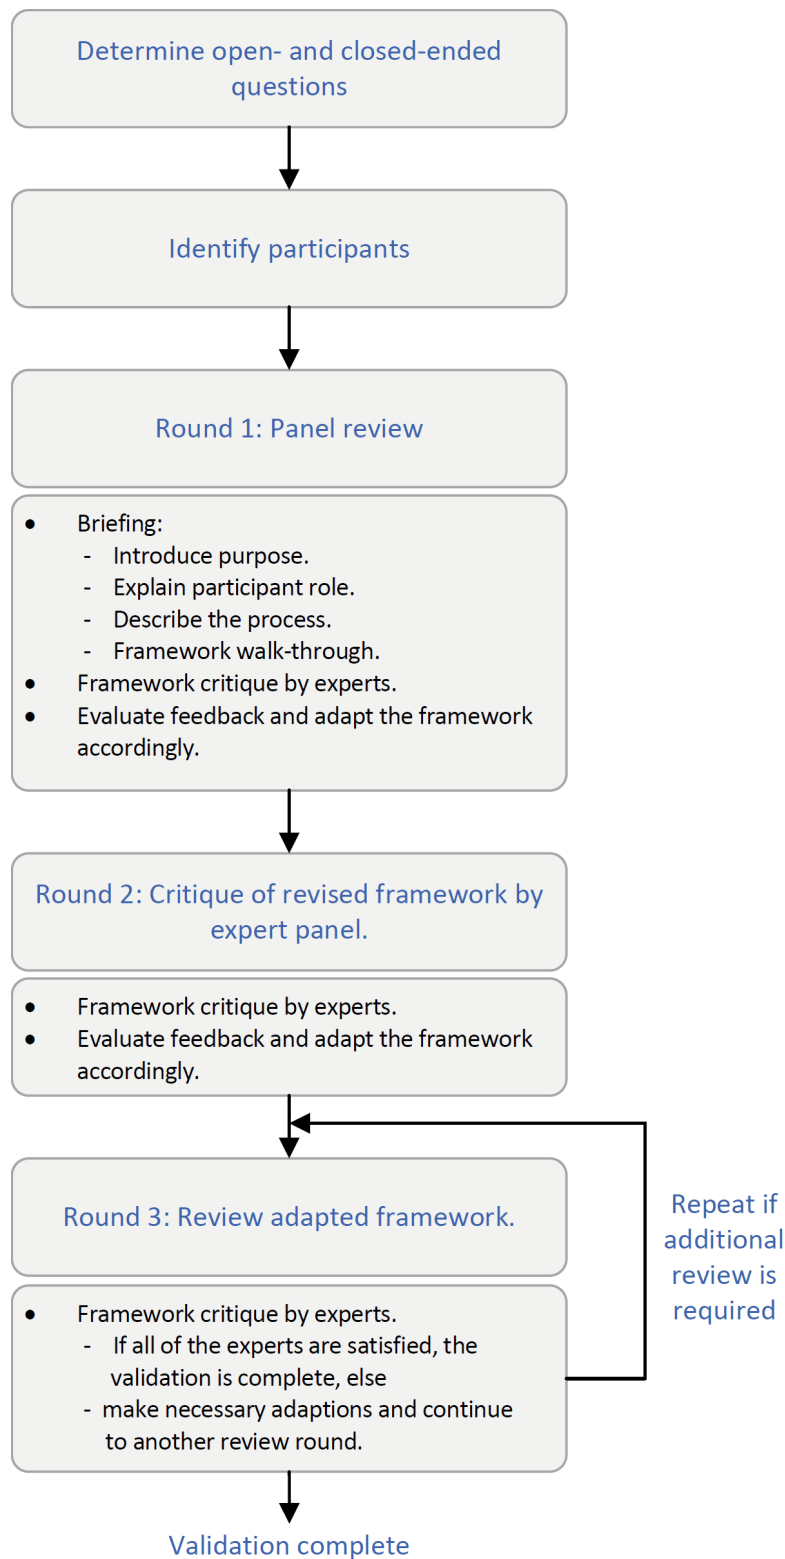 Determine open- and closed-ended
questions
Identify participants
Round 1: Panel review
● Briefing:
- Introduce purpose.
- Explain participant role.
- Describe the process.
- Framework walk-through.
● Framework critique by experts.
● Evaluate feedback and adapt the framework
accordingly.
Round 2: Critique of revised framework by
expert panel.
● Framework critique by experts.
● Evaluate feedback and adapt the framework
accordingly.
Round 3: Review adapted framework.
● Framework critique by experts.
- If all of the experts are satisfied, the
validation is complete, else
- make necessary adaptions and continue
to another review round.
Repeat if
additional
review is
required
Validation complete